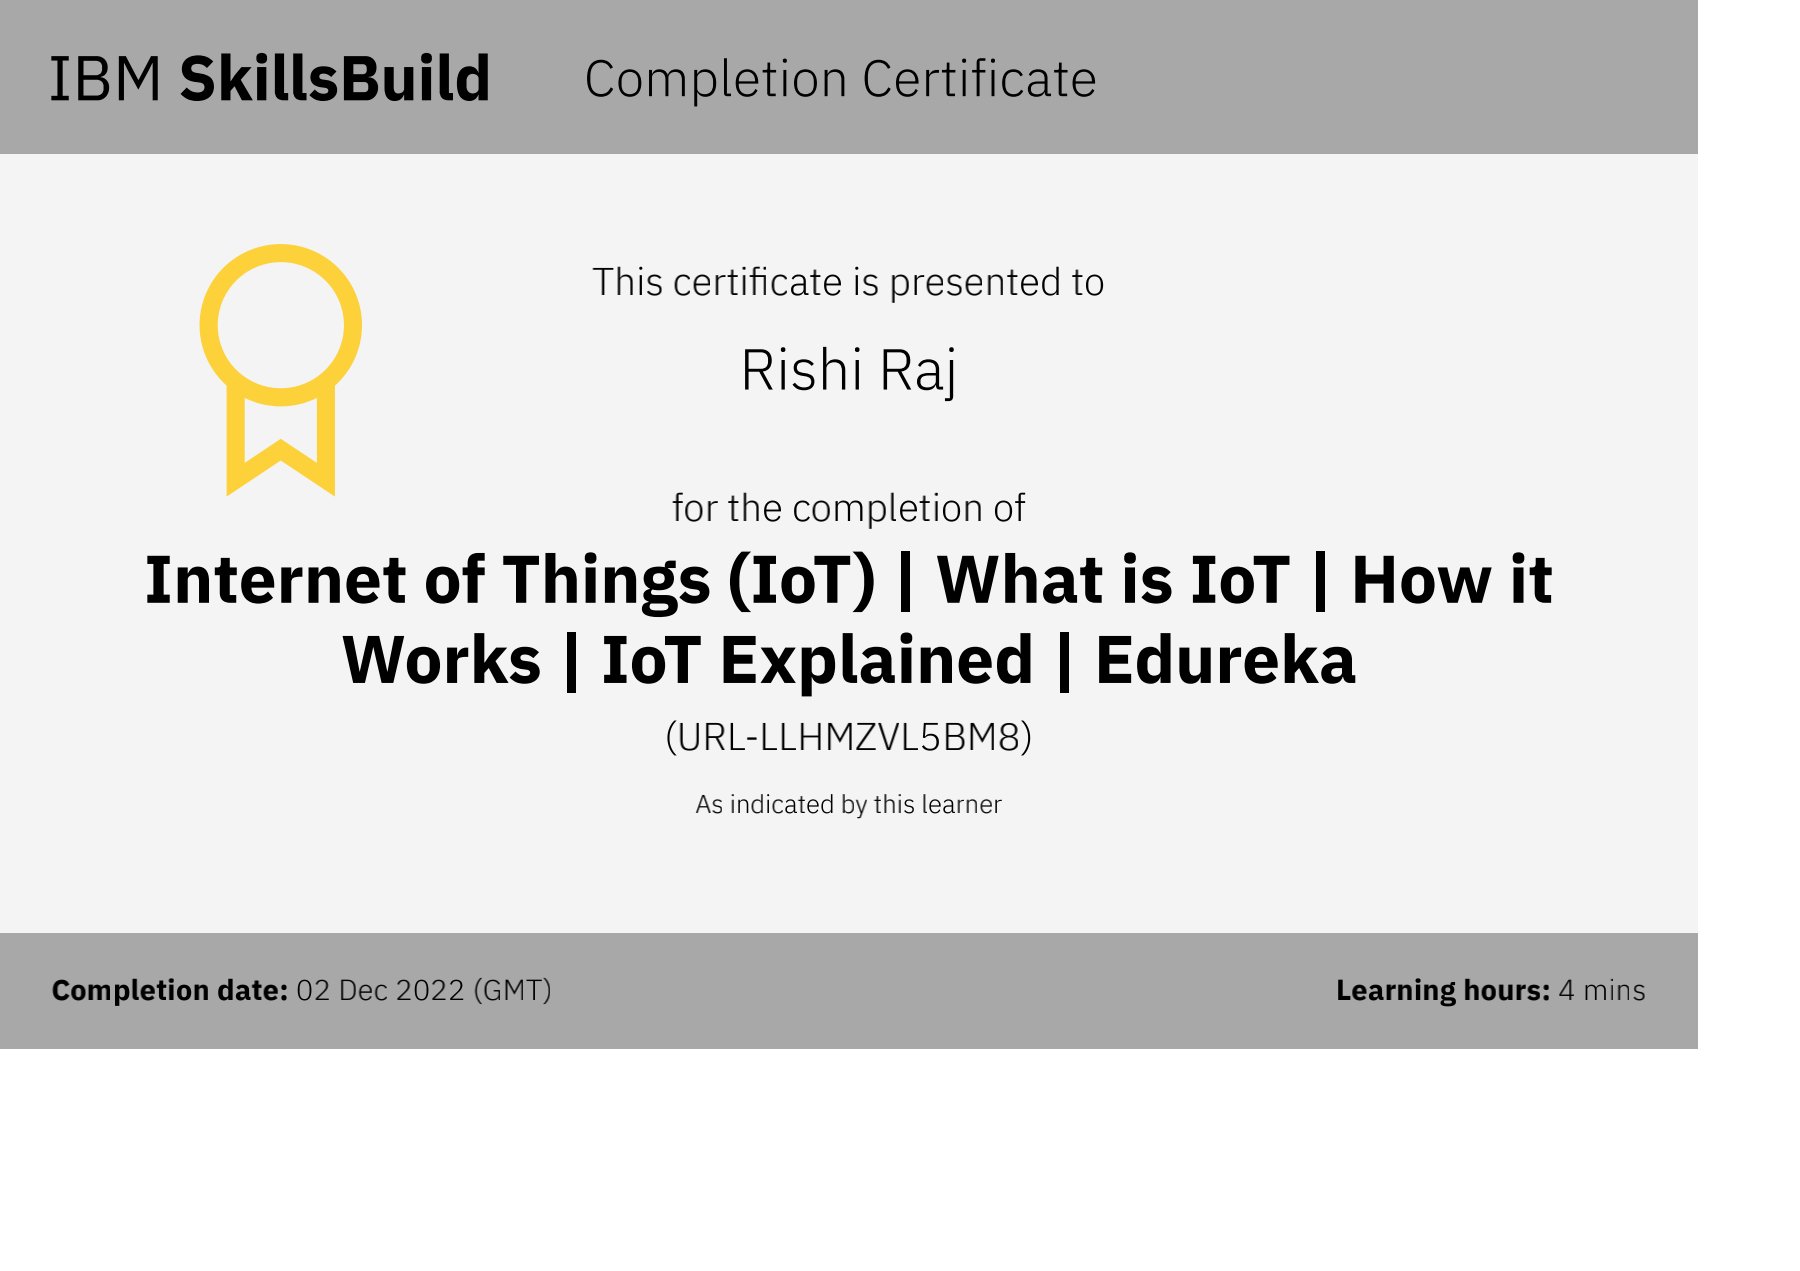 IBM SkillsBuild
Completion Certificate
This certificate is presented to
Rishi Raj
for the completion of
Internet of Things (IoT) | What is IoT | How it
Works | IoT Explained | Edureka
(URL-LLHMZVL5BM8)
As indicated by this learner
Completion date: 02 Dec 2022 (GMT)
Learning hours: 4 mins